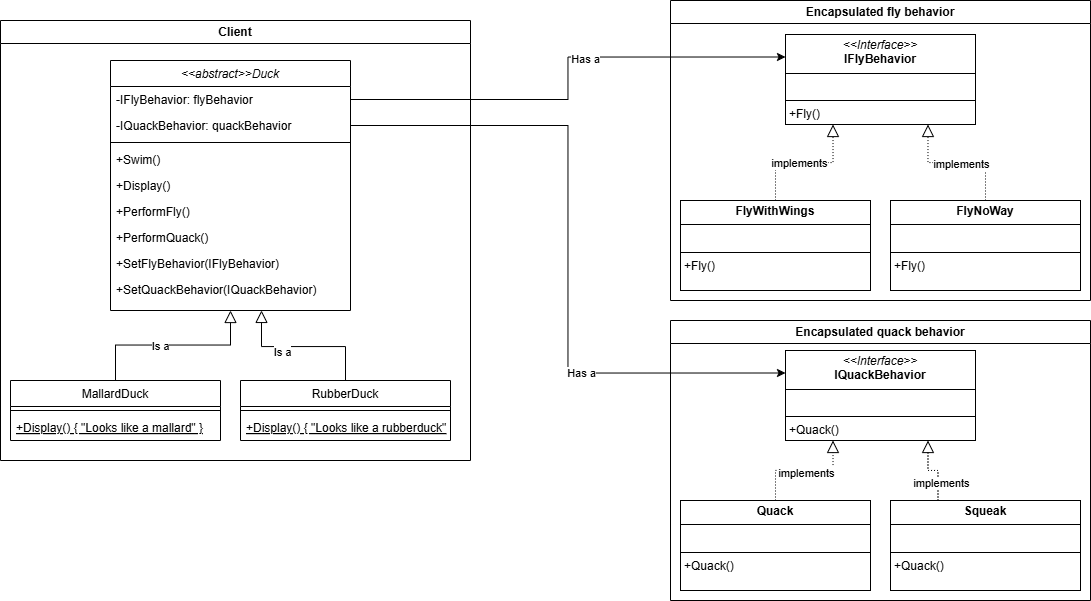 Client
<<abstract>>Duck
-IFlyBehavior: flyBehavior
-IQuackBehavior: quackBehavior
+Swim()
+Display()
+PerformFly()
+PerformQuack()
+SetFlyBehavior(IFlyBehavior)
+SetQuackBehavior(IQuackBehavior)
Is a
Is a
MallardDuck
+Display() { "Looks like a mallard" }
RubberDuck
+Display() { "Looks like a rubberduck"
Has a
Has a
Encapsulated fly behavior
<<Interface>>
IFlyBehavior
+Fly()
implements
implements
FlyWithWings
+Fly()
FlyNoWay
+Fly()
Encapsulated quack behavior
<<Interface>>
IQuackBehavior
+Quack()
implements
implements
Quack
+Quack()
Squeak
+Quack()